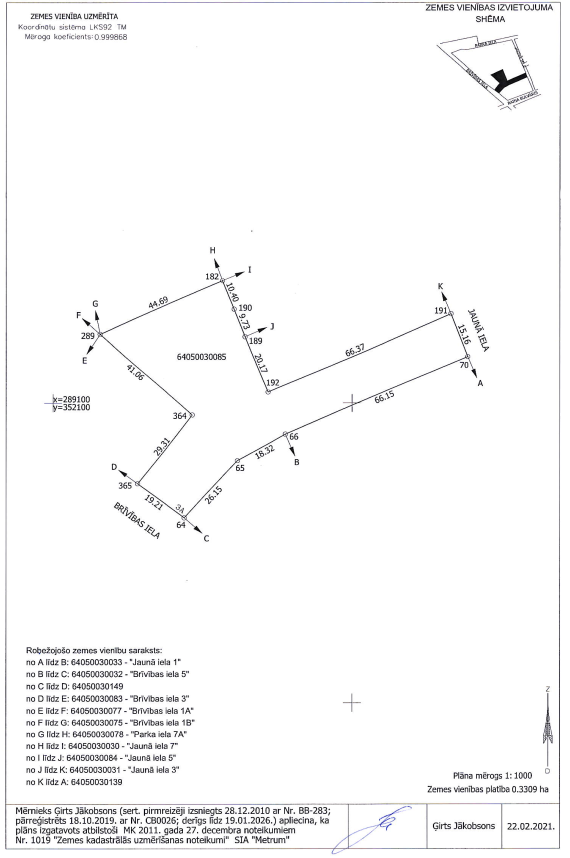 ZEMES VIENĪBA UZMĒRĪTA
Koordinātu sistēma LKS92 TM
Mēroga koeficients: 0.999868
ZEMES VIENĪBAS IZVIETOJUMA
SHĒMA
PARKA IELA
JAUNĀ IELA
BRĪVĪBAS IELA
H
182
I
10.40
44.69
190
G
F
9.73
289
189
J
E
64050030085
20.17
K
191
JAUNĀ IELA
15.16
66.37
70
A
41.06
192
66.15
x=289100
y=352100
364
66
29.31
18.32
B
65
D
365
26.15
19.21
3A
64
C
BRĪVĪBAS IELA
Robežojošo zemes vienību saraksts:
no A līdz B: 64050030033 - "Jaunā iela 1"
no B līdz C: 64050030032 - "Brīvības iela 5"
no C līdz D: 64050030149
no D līdz E: 64050030083 - "Brīvības iela 3"
no E līdz F: 64050030077 - "Brīvības iela 1A"
no F līdz G: 64050030075 - "Brīvības iela 1B"
no G līdz H: 64050030078 - "Parka iela 7A"
no H līdz I: 64050030030 - "Jaunā iela 7"
no I līdz J: 64050030084 - "Jaunā iela 5"
no J līdz K: 64050030031 - "Jaunā iela 3"
no K līdz A: 64050030139
Z
D
Plāna mērogs 1: 1000
Zemes vienības platība 0.3309 ha
Mērnieks Ģirts Jākobsons (sert. pirmreizēji izsniegts 28.12.2010 ar Nr. BB-283;
pārreģistrēts 18.10.2019. ar Nr. CB0026; derīgs līdz 19.01.2026.) apliecina, ka
plāns izgatavots atbilstoši MK 2011. gada 27. decembra noteikumiem
Nr. 1019 "Zemes kadastrālās uzmērīšanas noteikumi" SIA "Metrum"
Ģirts Jākobsons
22.02.2021.